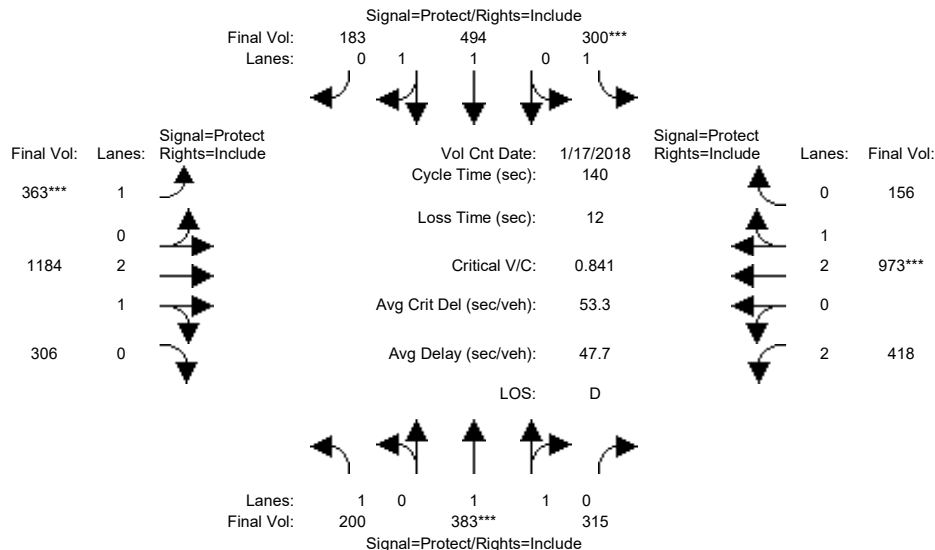 Signal=Protect/Rights=Include
Final Vol: 183 494 300***
Lanes: 0 1 1 0 1
Signal=Protect Signal=Protect
Final Vol: Lanes: Rights=Include Vol Cnt Date: 1/17/2018 Rights=Include Lanes: Final Vol:
Cycle Time (sec): 140
363*** 1 0 156
Loss Time (sec): 12
0 1
1184 2 Critical V/C: 0.841 2 973***
1 Avg Crit Del (sec/veh): 53.3 0
306 0 Avg Delay (sec/veh): 47.7 2 418
LOS: D
Lanes: 1 0 1 1 0
Final Vol: 200 383*** 315
Signal=Protect/Rights=Include